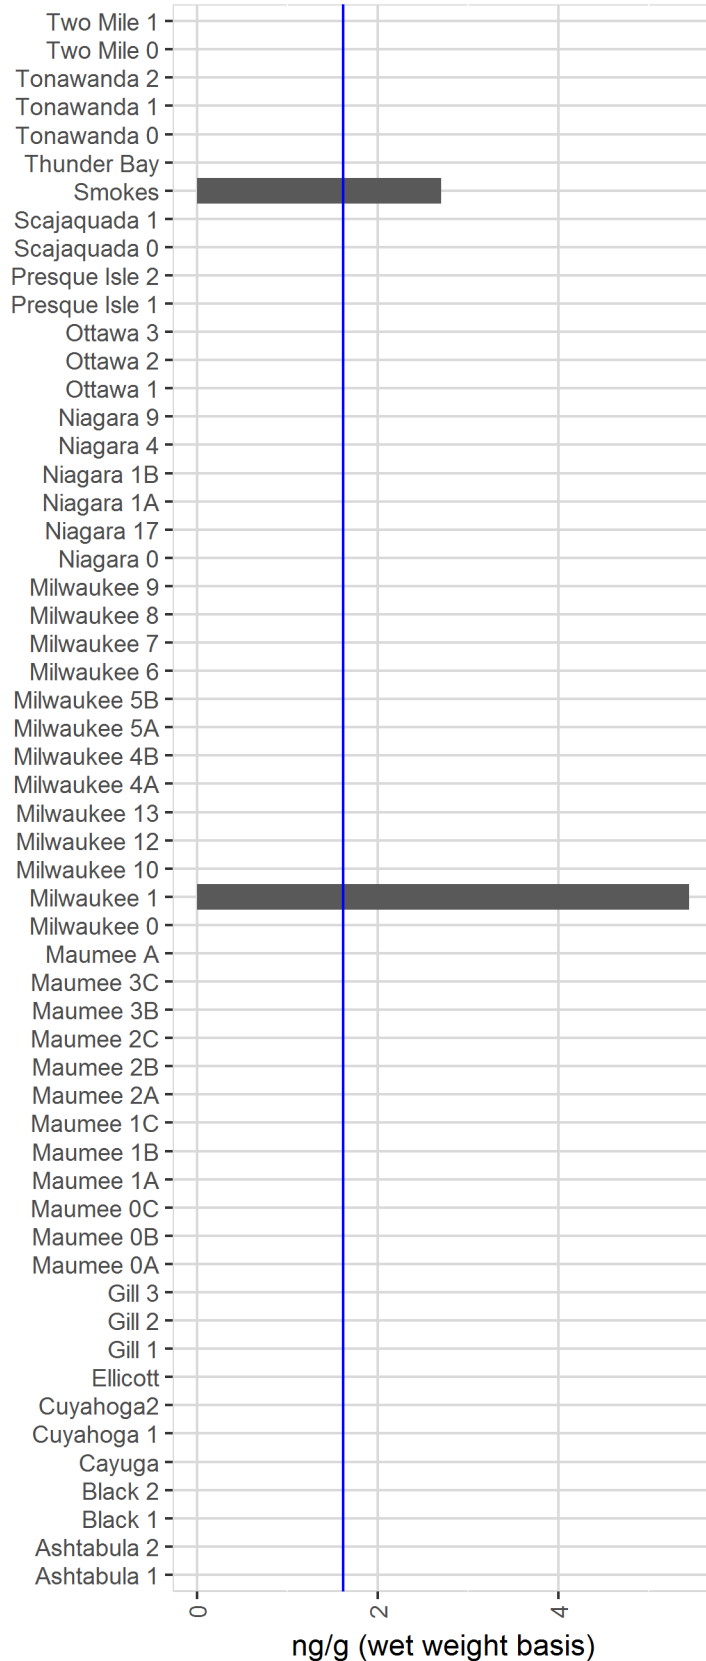 Two Mile 1
Two Mile 0
Tonawanda 2
Tonawanda 1
Tonawanda 0
Thunder Bay
Smokes
Scajaquada 1
Scajaquada 0
Presque Isle 2
Presque Isle 1
Ottawa 3
Ottawa 2
Ottawa 1
Niagara 9
Niagara 4
Niagara 1B
Niagara 1A
Niagara 17
Niagara 0
Milwaukee 9
Milwaukee 8
Milwaukee 7
Milwaukee 6
Milwaukee 5B
Milwaukee 5A
Milwaukee 4B
Milwaukee 4A
Milwaukee 13
Milwaukee 12
Milwaukee 10
Milwaukee 1
Milwaukee 0
Maumee A
Maumee 3C
Maumee 3B
Maumee 2C
Maumee 2B
Maumee 2A
Maumee 1C
Maumee 1B
Maumee 1A
Maumee 0C
Maumee 0B
Maumee 0A
Gill 3
Gill 2
Gill 1
Ellicott
Cuyahoga2
Cuyahoga 1
Cayuga
Black 2
Black 1
Ashtabula 2
Ashtabula 1
0 2 4
ng/g (wet weight basis)